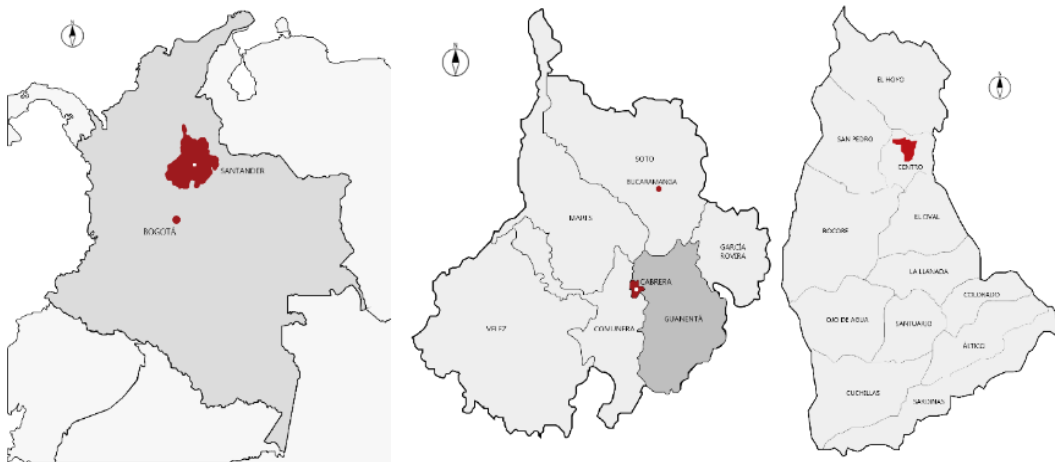 N
SANTANDER
BOGOTÁ
N
SOTO
BUCARAMANGA
MARES
GARCÍA
ROVIRA
CABRERA
VELEZ
COMUNERA
GUANENTÁ
N
EL HOYO
SAN PEDRO
CENTRO
BOCORE
EL OVAL
LA LLANADA
COLORADO
OJO DE AGUA
SANTUARIO
ÁLTICO
CUCHILLAS
SARDINAS